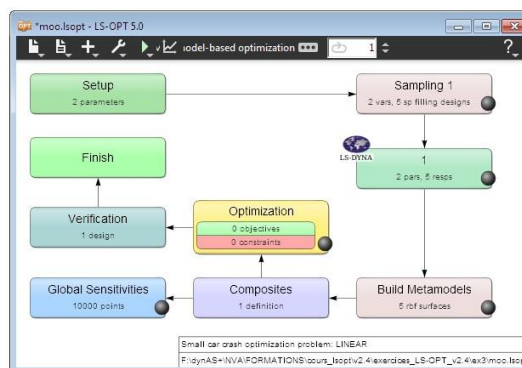 *moo.lsopt - LS-OPT 5.0
odel-based optimization
1
?
Setup
2 parameters
Sampling 1
2 vars, 5 sp filling designs
LS-DYNA
1
2 pars, 5 resps
Finish
Verification
1 design
Optimization
0 objectives
0 constraints
Global Sensitivities
10000 points
Composites
1 definition
Build Metamodels
5 rbf surfaces
Small car crash optimization problem: LINEAR
F:\dynAS+\NVA\FORMATIONS\cours_lsopt\v2.4\exercices_LS-OPT_v2.4\ex3\moo.lsop